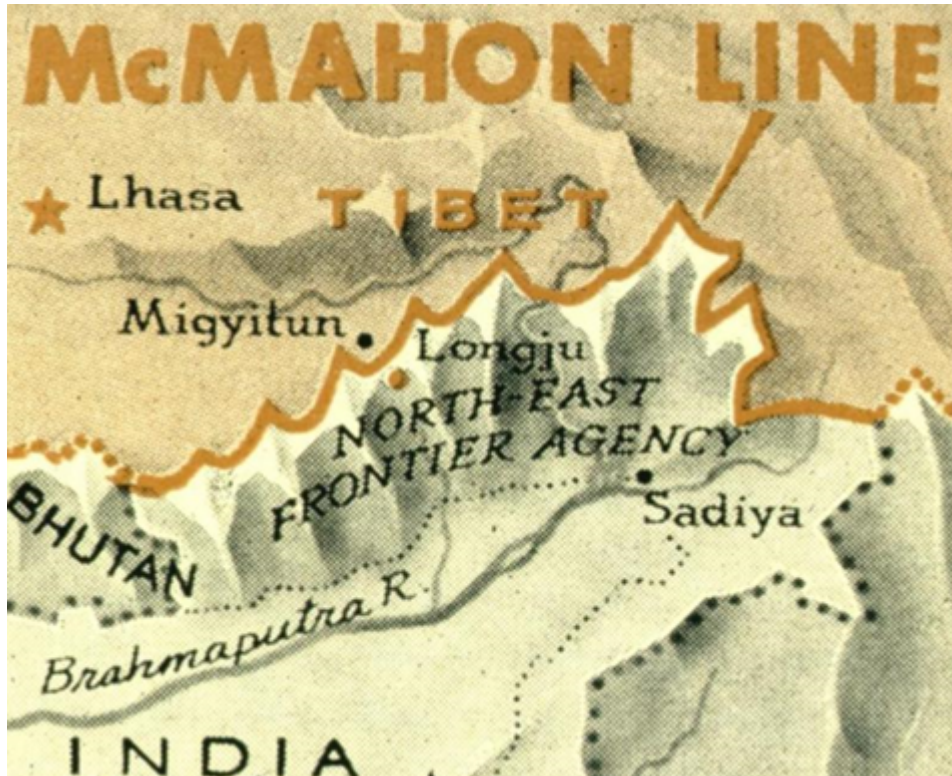 McMAHON LINE
Lhasa
TIBET
Migyitun
Longju
NORTH-EAST
FRONTIER AGENCY
Sadiya
BHUTAN
Brahmaputra R.
INDIA